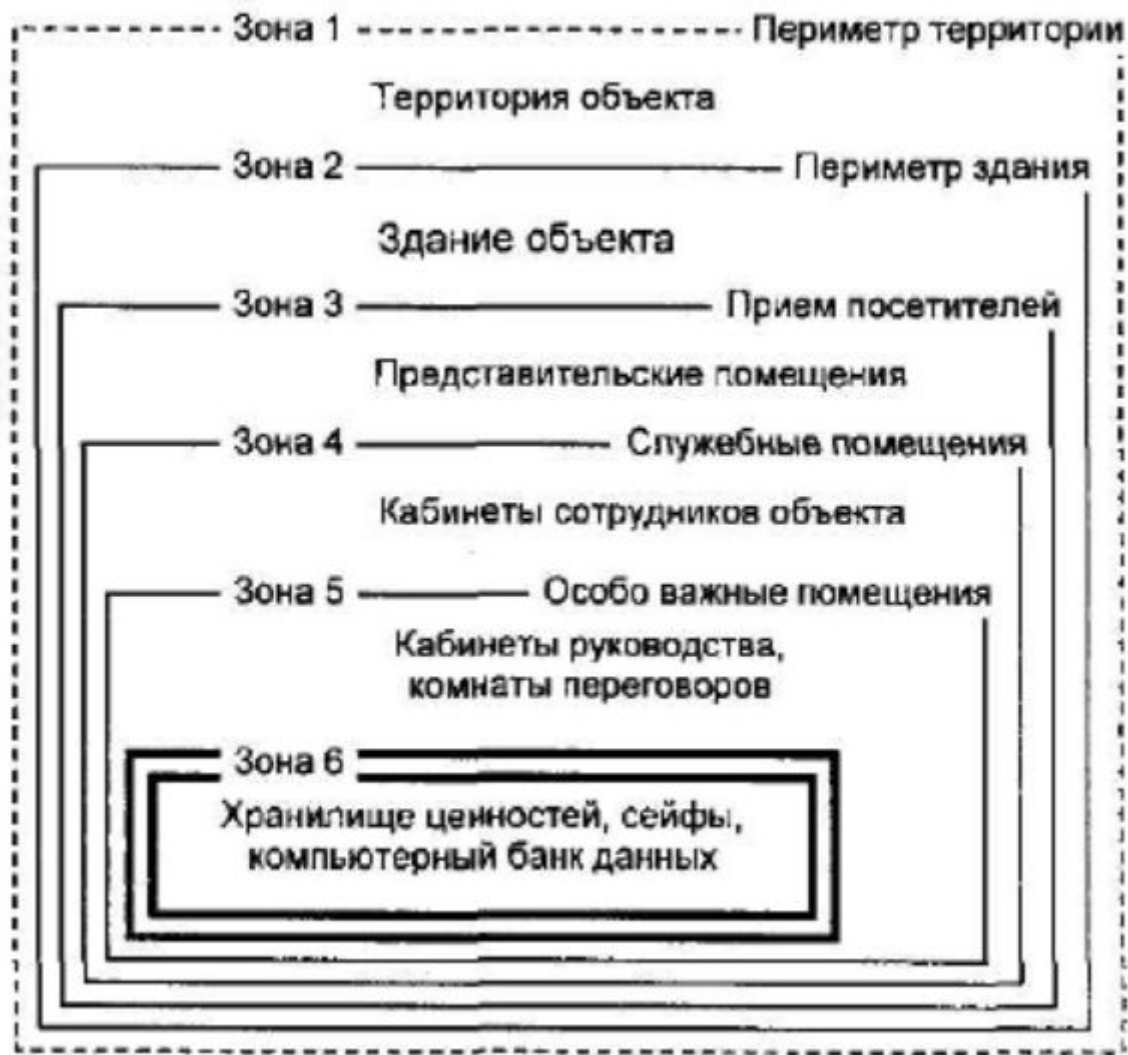 Зона 1 Периметр территории
Территория объекта
Зона 2 Периметр здания
Здание объекта
Зона 3 Прием посетителей
Представительские помещения
Зона 4 Служебные помещения
Кабинеты сотрудников объекта
Зона 5 Особо важные помещения
Кабинеты руководства,
комнаты переговоров
Зона 6
Хранилище ценностей, сейфы,
компьютерный банк данных